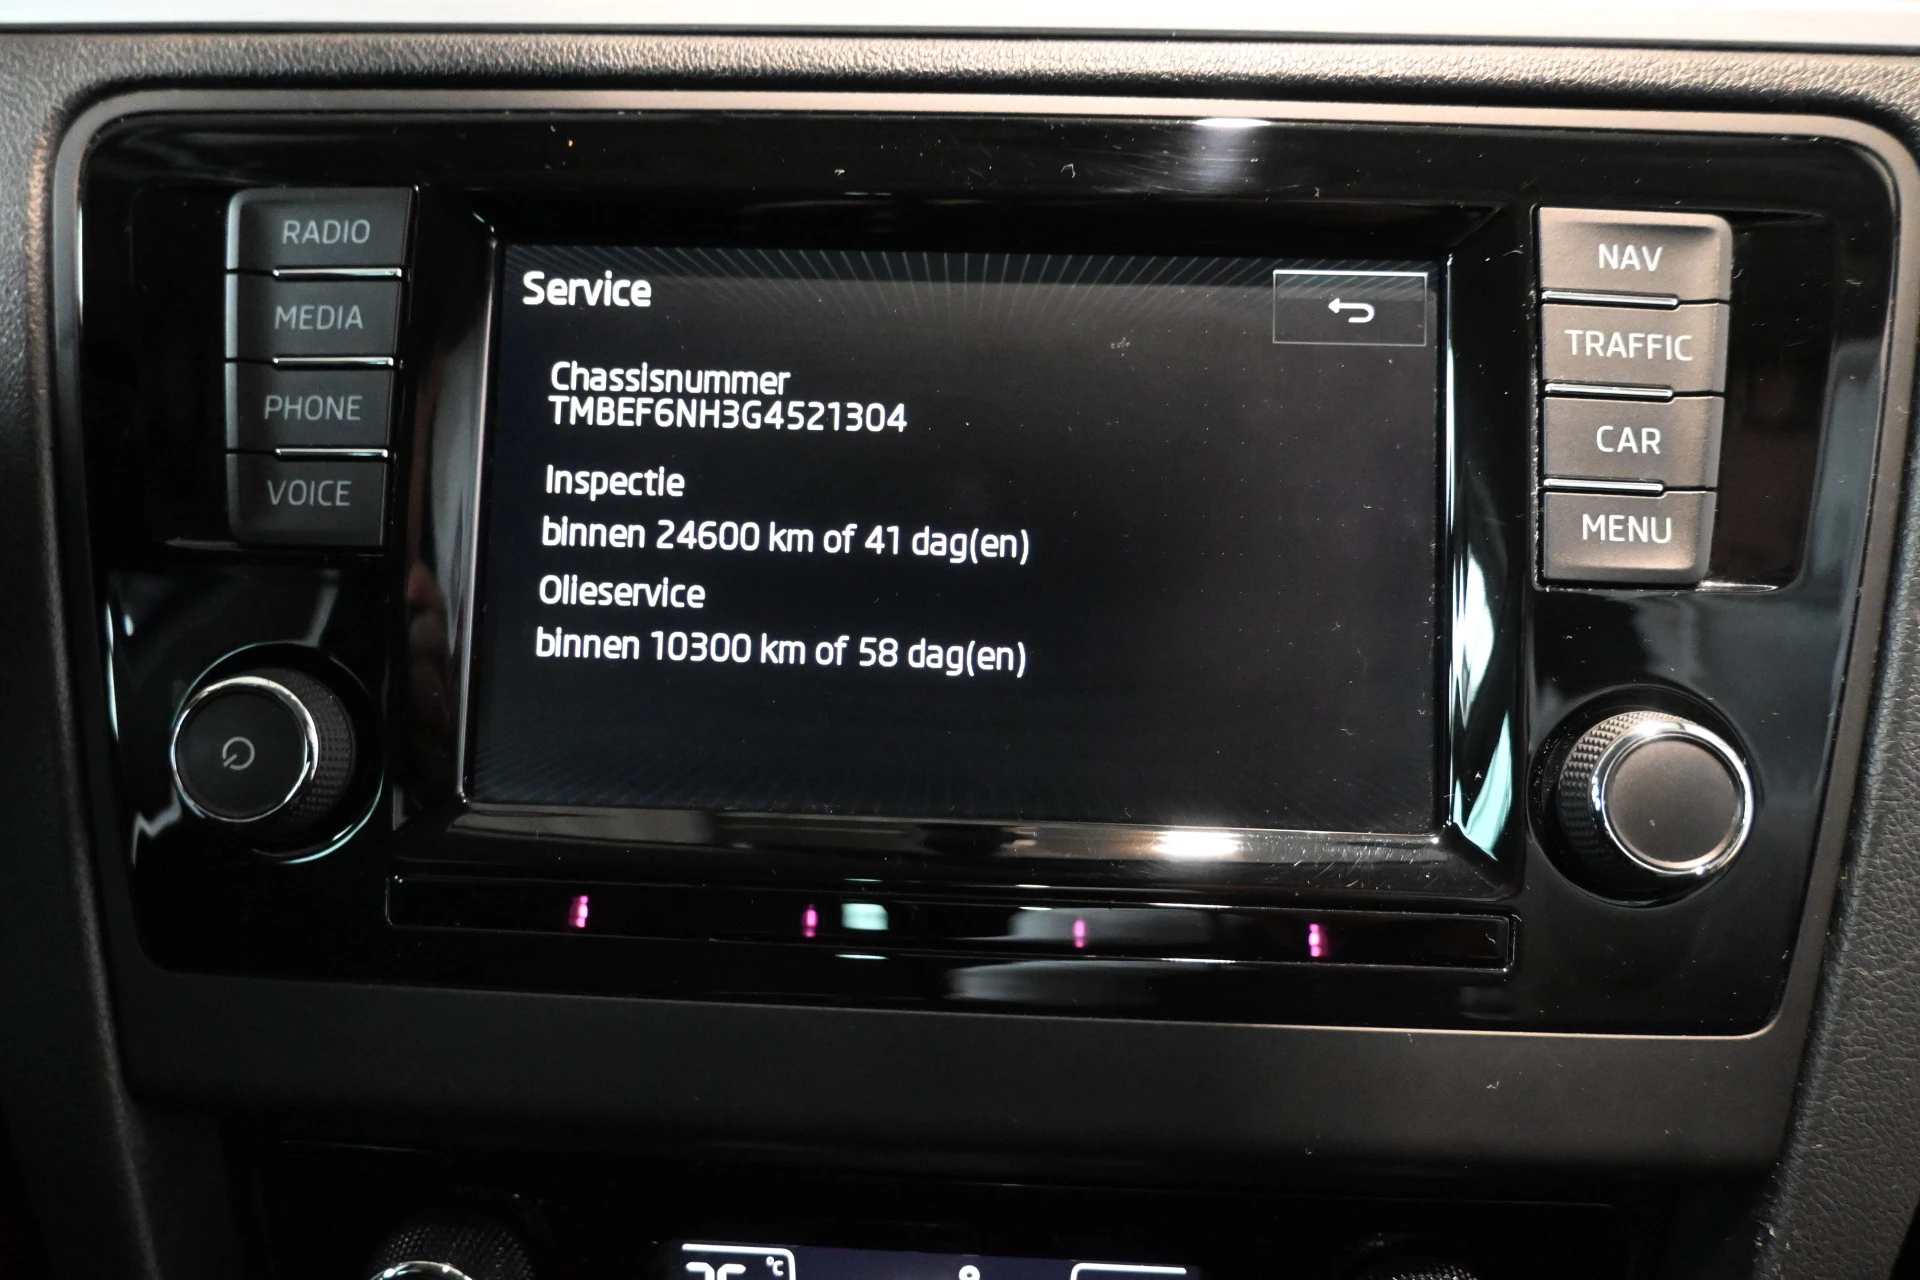 RADIO
MEDIA
PHONE
VOICE
Service
Chassisnummer
TMBEF6NH3G4521304
Inspectie
binnen 24600 km of 41 dag(en)
Olieservice
binnen 10300 km of 58 dag(en)
NAV
TRAFFIC
CAR
MENU
°C